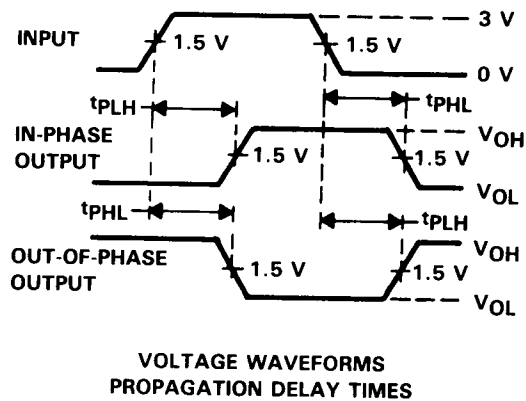 3 V
INPUT
1.5 V
1.5 V
0 V
tPLH
tPHL
IN-PHASE
OUTPUT
1.5 V
1.5 V
VOH
VOL
tPHL
tPLH
OUT-OF-PHASE
OUTPUT
1.5 V
1.5 V
VOH
VOL
VOLTAGE WAVEFORMS
PROPAGATION DELAY TIMES